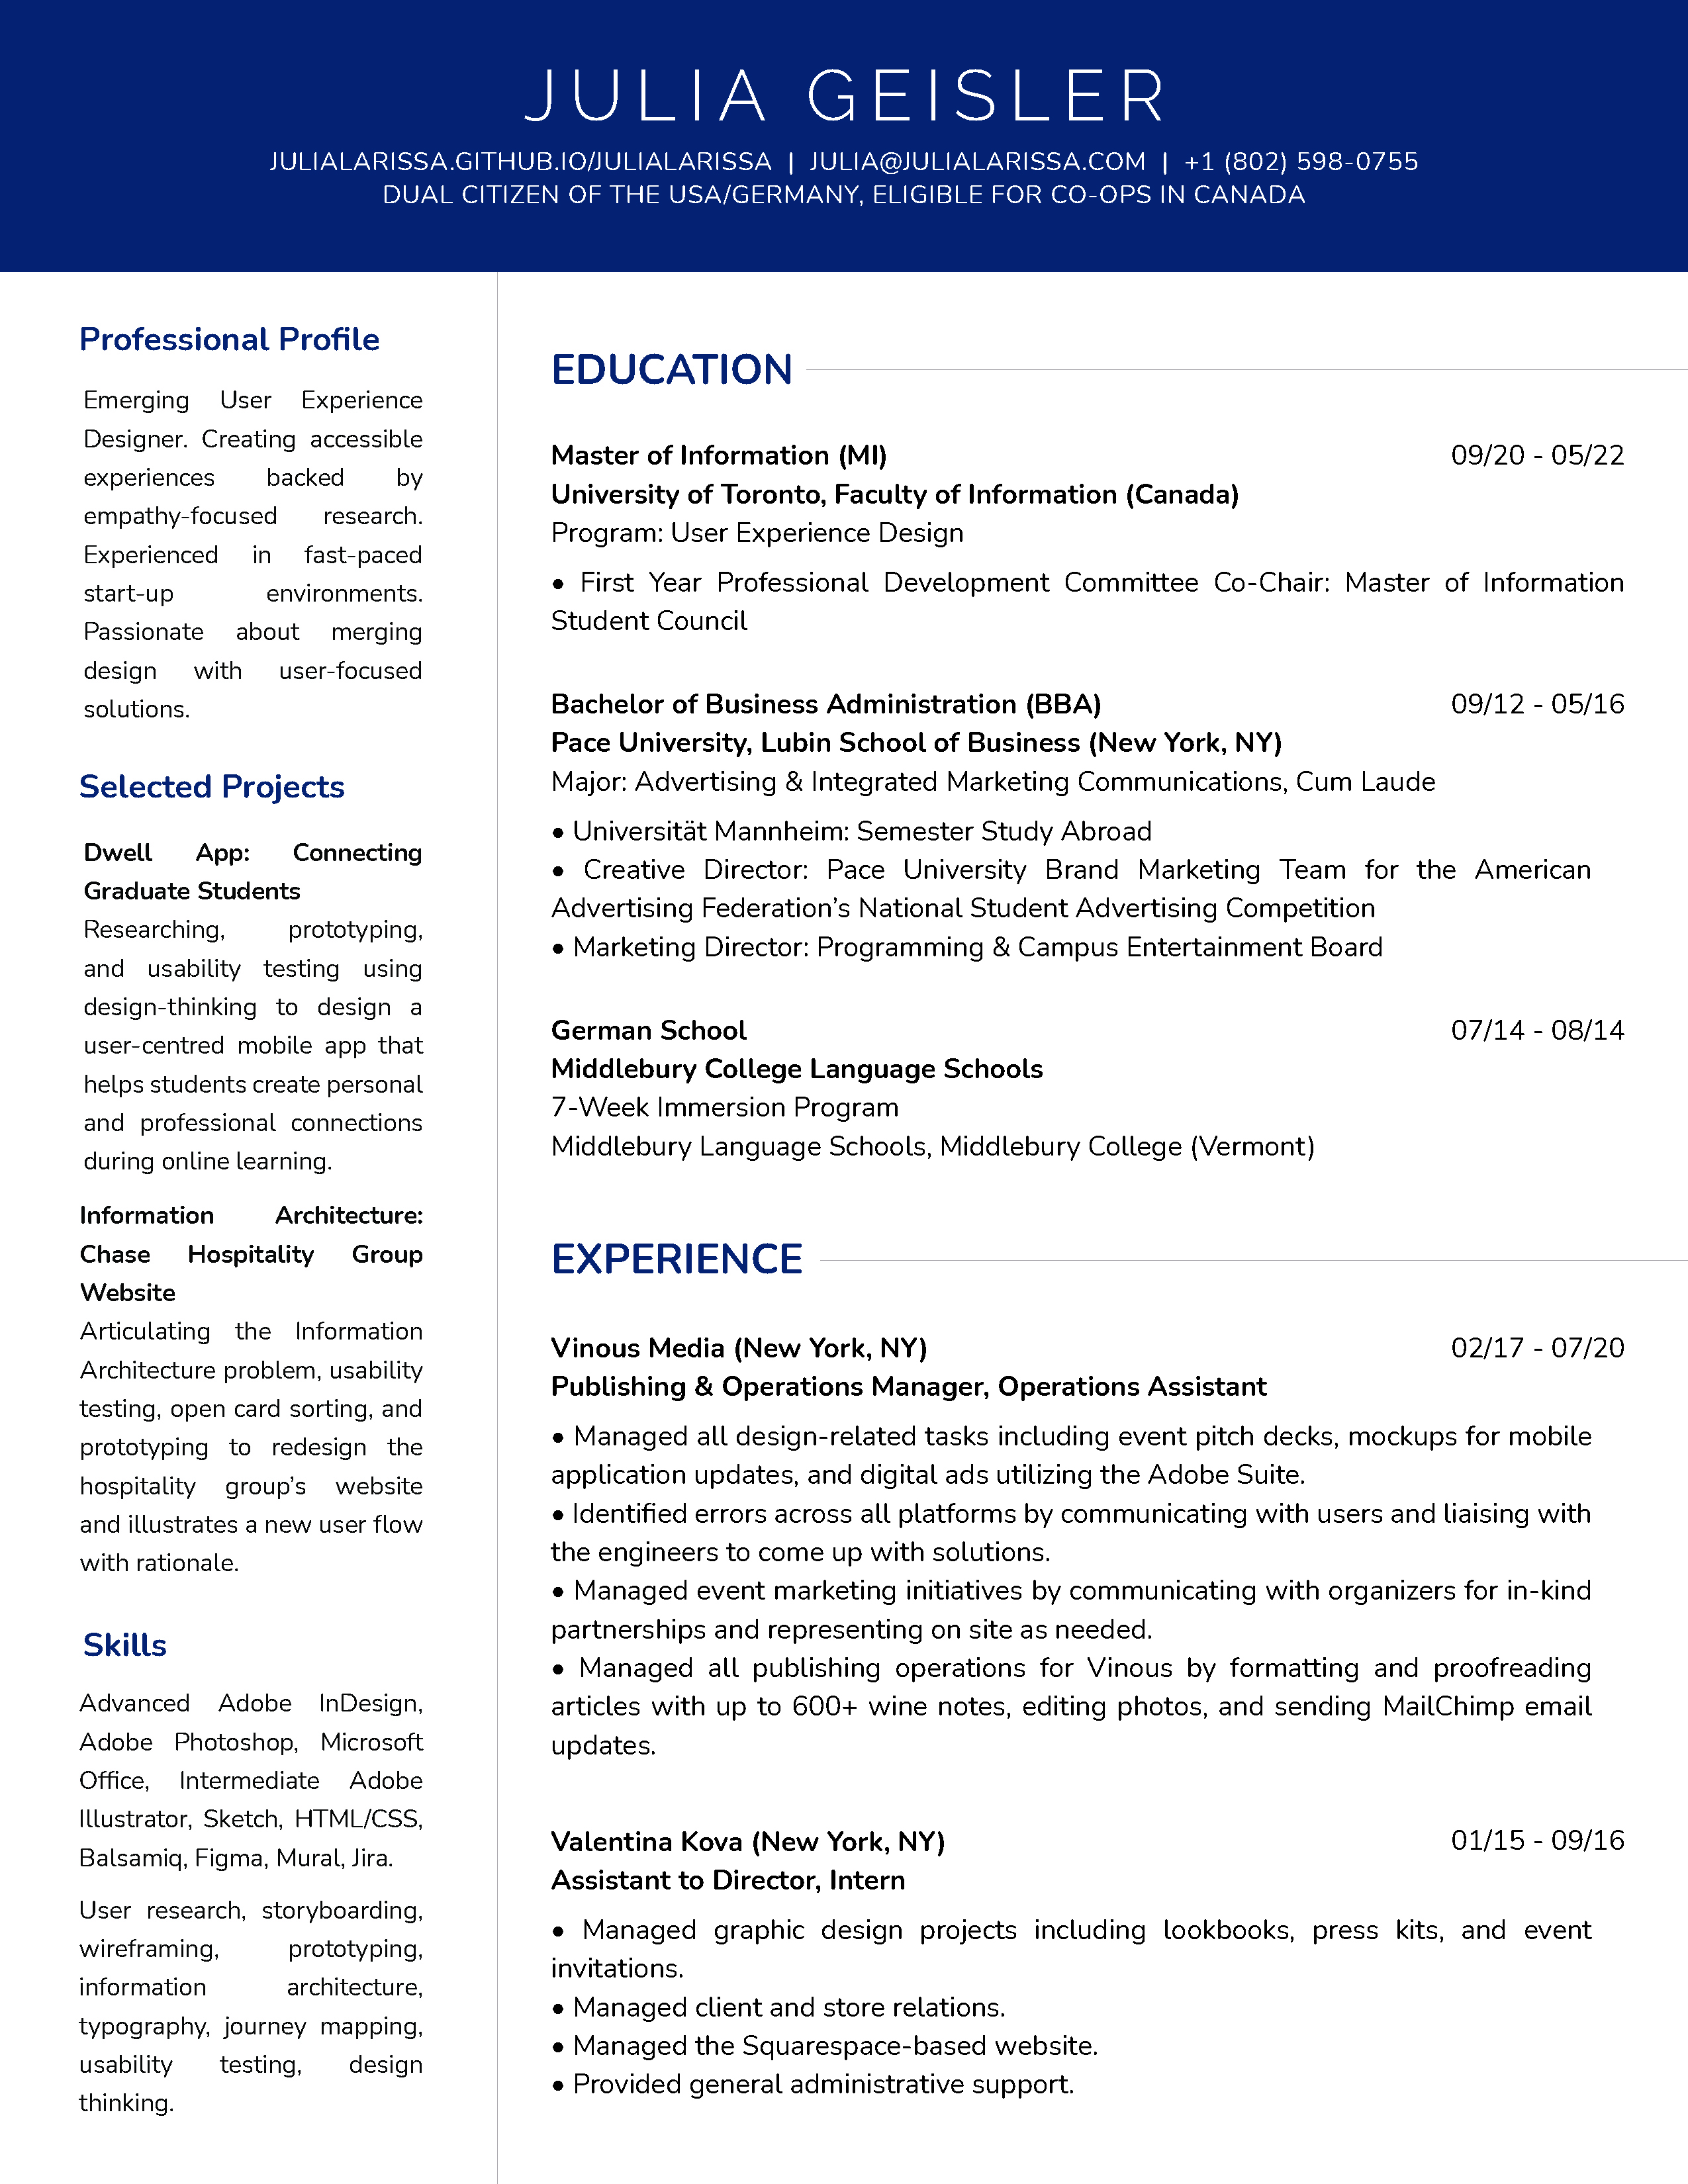 JULIA GEISLER
JULIALARISSA.GITHUB.IO/JULIALARISSA | JULIA@JULIALARISSA.COM | +1 (802) 598-0755
DUAL CITIZEN OF THE USA/GERMANY, ELIGIBLE FOR CO-OPS IN CANADA
Professional Profile
Emerging User Experience
Designer. Creating accessible
experiences backed by
empathy-focused research.
Experienced in fast-paced
start-up environments.
Passionate about merging
design with user-focused
solutions.
Selected Projects
Dwell App: Connecting
Graduate Students
Researching, prototyping,
and usability testing using
design-thinking to design a
user-centred mobile app that
helps students create personal
and professional connections
during online learning.
Information Architecture:
Chase Hospitality Group
Website
Articulating the Information
Architecture problem, usability
testing, open card sorting, and
prototyping to redesign the
hospitality group’s website
and illustrates a new user flow
with rationale.
Skills
Advanced Adobe InDesign,
Adobe Photoshop, Microsoft
Office, Intermediate Adobe
Illustrator, Sketch, HTML/CSS,
Balsamiq, Figma, Mural, Jira.
User research, storyboarding,
wireframing, prototyping,
information architecture,
typography, journey mapping,
usability testing, design
thinking.
EDUCATION
Master of Information (MI) 09/20 - 05/22
University of Toronto, Faculty of Information (Canada)
Program: User Experience Design
• First Year Professional Development Committee Co-Chair: Master of Information
Student Council
Bachelor of Business Administration (BBA) 09/12 - 05/16
Pace University, Lubin School of Business (New York, NY)
Major: Advertising & Integrated Marketing Communications, Cum Laude
• Universität Mannheim: Semester Study Abroad
• Creative Director: Pace University Brand Marketing Team for the American
Advertising Federation’s National Student Advertising Competition
• Marketing Director: Programming & Campus Entertainment Board
German School 07/14 - 08/14
Middlebury College Language Schools
7-Week Immersion Program
Middlebury Language Schools, Middlebury College (Vermont)
EXPERIENCE
Vinous Media (New York, NY) 02/17 - 07/20
Publishing & Operations Manager, Operations Assistant
• Managed all design-related tasks including event pitch decks, mockups for mobile
application updates, and digital ads utilizing the Adobe Suite.
• Identified errors across all platforms by communicating with users and liaising with
the engineers to come up with solutions.
• Managed event marketing initiatives by communicating with organizers for in-kind
partnerships and representing on site as needed.
• Managed all publishing operations for Vinous by formatting and proofreading
articles with up to 600+ wine notes, editing photos, and sending MailChimp email
updates.
Valentina Kova (New York, NY) 01/15 - 09/16
Assistant to Director, Intern
• Managed graphic design projects including lookbooks, press kits, and event
invitations.
• Managed client and store relations.
• Managed the Squarespace-based website.
• Provided general administrative support.